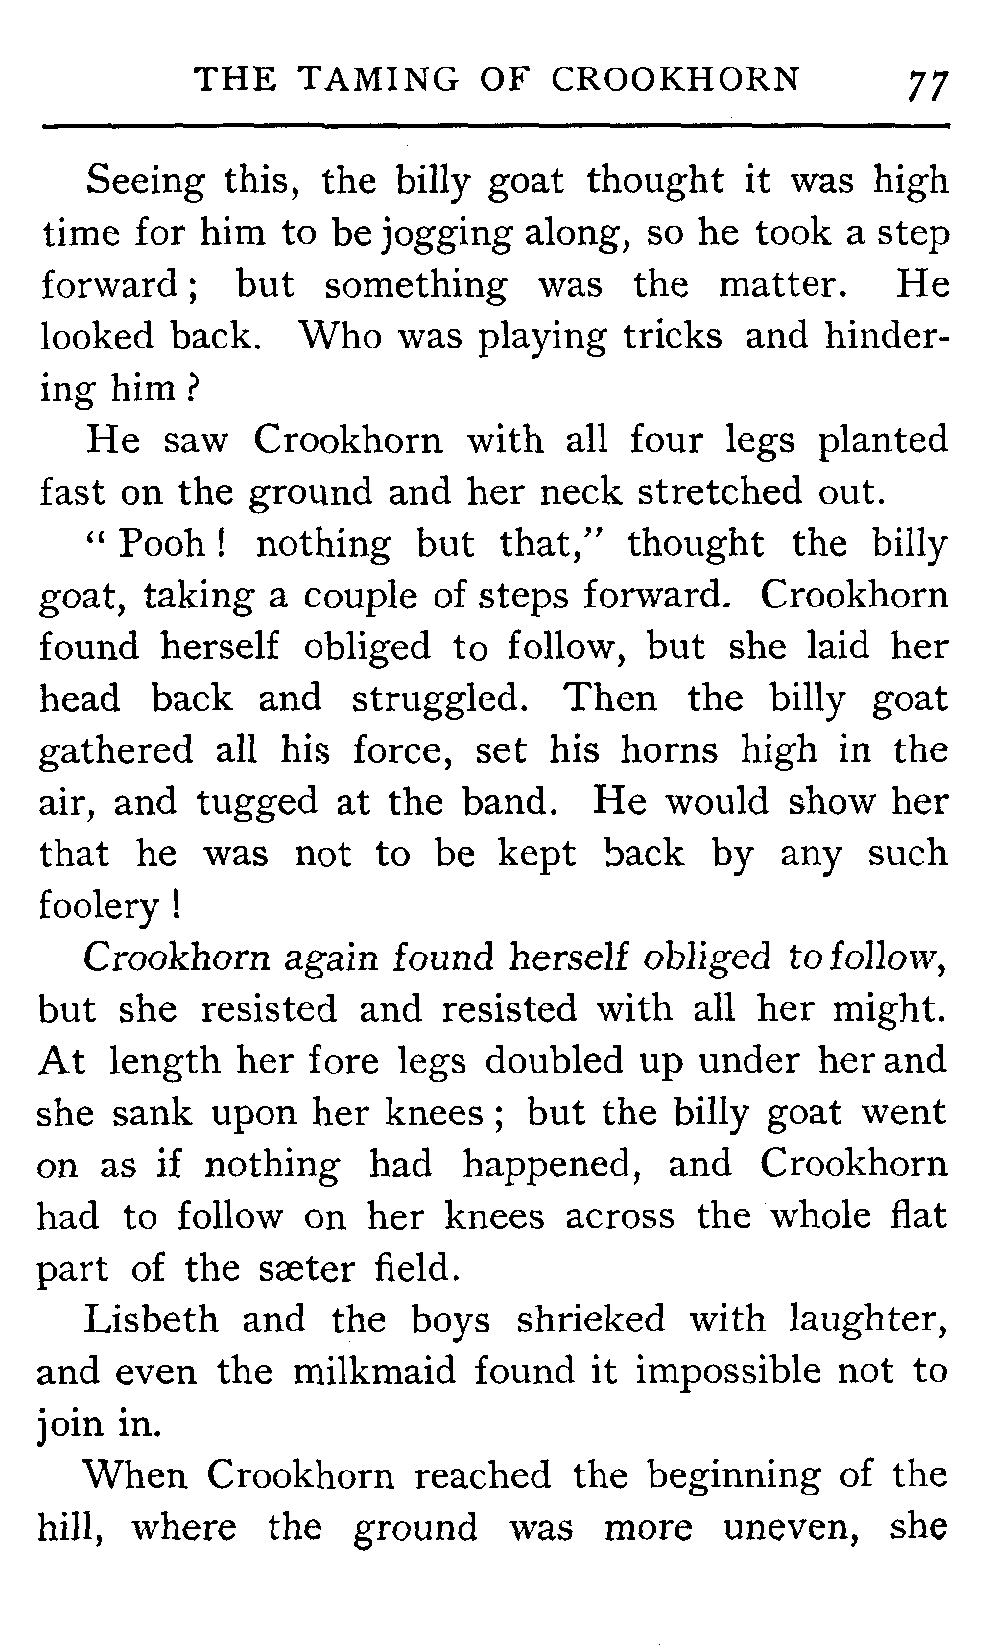 THE TAMING OF CROOKHORN 77
Seeing this, the billy goat thought it was high
time for him to be jogging along, so he took a step
forward ; but something was the matter. He
looked back. Who was playing tricks and hinder-
ing him ?
He saw Crookhorn with all four legs planted
fast on the ground and her neck stretched out.
“ Pooh ! nothing but that,” thought the billy
goat, taking a couple of steps forward. Crookhorn
found herself obliged to follow, but she laid her
head back and struggled. Then the billy goat
gathered all his force, set his horns high in the
air, and tugged at the band. He would show her
that he was not to be kept back by any such
foolery !
Crookhorn again found herself obliged to follow,
but she resisted and resisted with all her might.
At length her fore legs doubled up under her and
she sank upon her knees ; but the billy goat went
on as if nothing had happened, and Crookhorn
had to follow on her knees across the whole flat
part of the sæter field.
Lisbeth and the boys shrieked with laughter,
and even the milkmaid found it impossible not to
join in.
When Crookhorn reached the beginning of the
hill, where the ground was more uneven, she